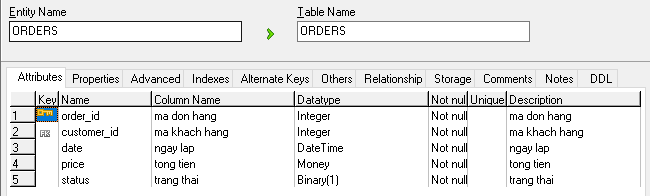 Entity Name Table Name
ORDERS ORDERS
Attributes Properties Advanced Indexes Alternate Keys Others Relationship Storage Comments Notes DDL
Key Name Column Name Datatype Not nul Unique Description
1 order_id ma don hang Integer Not null ma don hang
2 FK customer_id ma khach hang Integer Not null ma khach hang
3 date ngay lap DateTime Not null ngay lap
4 price tong tien Money Not null tong tien
5 status trang thai Binary(1) Not null trang thai